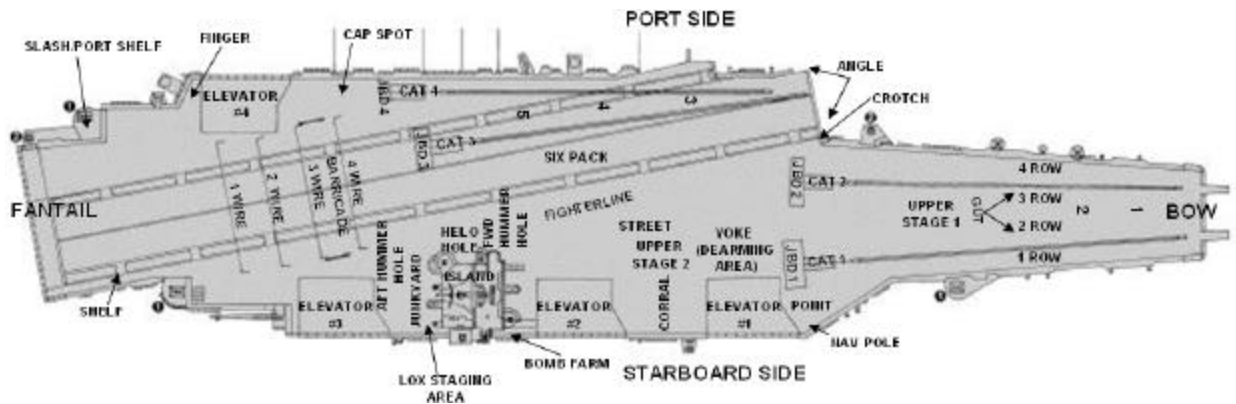 PORT SIDE
SLASH/PORT SHELF
FINGER
CAP SPOT
ANGLE
CROTCH
ELEVATOR
#4
JBD 4
CAT 4
5
4
3
JBD 3
CAT 3
SIX PACK
FIGHTERLINE
1 WIRE
2 WIRE
3 WIRE
BARRICADE
4 WIRE
FANTAIL
SHELF
JBD 2
CAT 2
4 ROW
UPPER
STAGE 1
GUT
3 ROW
2 ROW
1 ROW
2
1
BOW
STREET
UPPER
STAGE 2
VOKE
(DEARMING
AREA)
JBD 1
CAT 1
HELO
HOLE
FWD
HUMMER
HOLE
AFT HUMMER
HOLE
JUNKYARD
ISLAND
ELEVATOR
#3
ELEVATOR
#2
CORRAL
ELEVATOR
#1
POINT
NAV POLE
BOMB FARM
LOX STAGING
AREA
STARBOARD SIDE